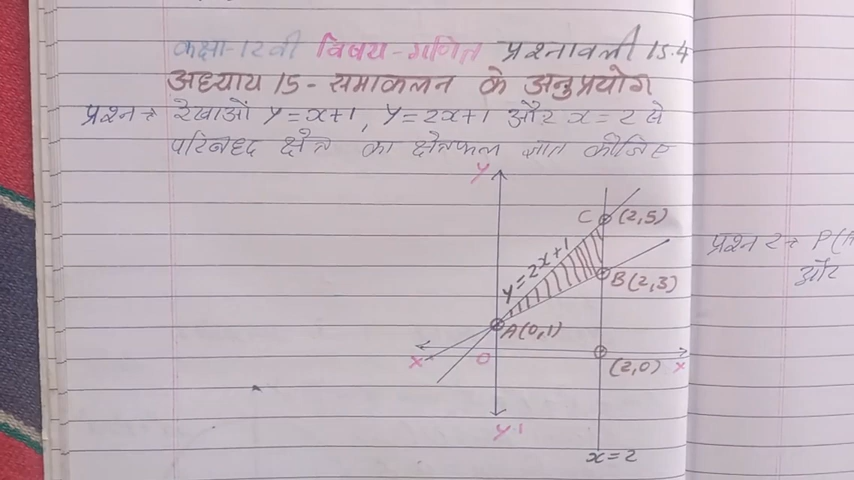 कक्षा-12वी विषय-गणित प्रश्नावली 15.4
अध्याय 15-समाकलन के अनुप्रयोग
प्रश्न → रेखाओं y=x+1, y=2x+1 और x=2 से
परिबद्ध क्षेत्र का क्षेत्रफल ज्ञात कीजिए
y
C (2,5)
y=2x+1
B(2,3)
A(0,1)
x O (2,0) x
y'
x=2
प्रश्न 2→ P(
और